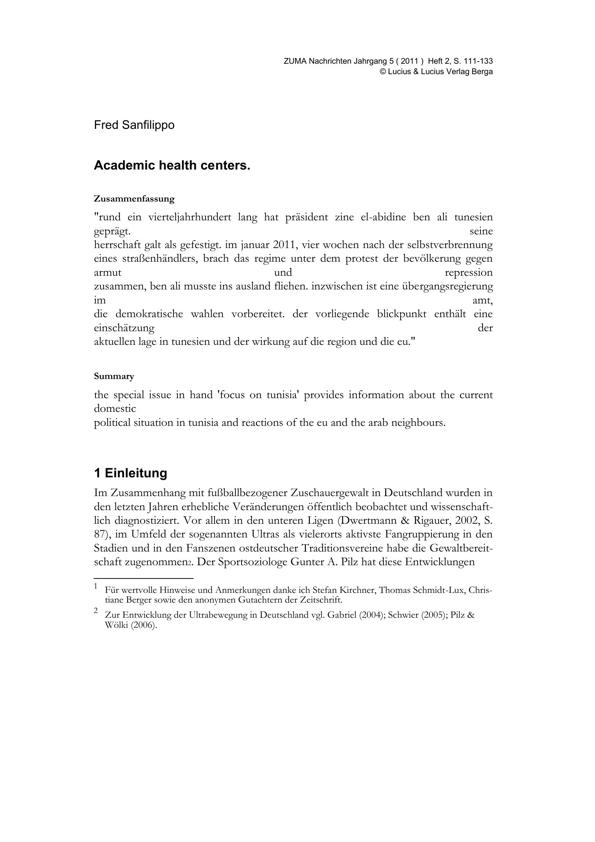 ZUMA Nachrichten Jahrgang 5 ( 2011 ) Heft 2, S. 111-133
© Lucius & Lucius Verlag Berga
Fred Sanfilippo
Academic health centers.
Zusammenfassung
"rund ein vierteljahrhundert lang hat präsident zine el-abidine ben ali tunesien
geprägt. seine
herrschaft galt als gefestigt. im januar 2011, vier wochen nach der selbstverbrennung
eines straßenhändlers, brach das regime unter dem protest der bevölkerung gegen
armut und repression
zusammen, ben ali musste ins ausland fliehen. inzwischen ist eine übergangsregierung
im amt,
die demokratische wahlen vorbereitet. der vorliegende blickpunkt enthält eine
einschätzung der
aktuellen lage in tunesien und der wirkung auf die region und die eu."
Summary
the special issue in hand 'focus on tunisia' provides information about the current
domestic
political situation in tunisia and reactions of the eu and the arab neighbours.
1 Einleitung
Im Zusammenhang mit fußballbezogener Zuschauergewalt in Deutschland wurden in
den letzten Jahren erhebliche Veränderungen öffentlich beobachtet und wissenschaft-
lich diagnostiziert. Vor allem in den unteren Ligen (Dwertmann & Rigauer, 2002, S.
87), im Umfeld der sogenannten Ultras als vielerorts aktivste Fangruppierung in den
Stadien und in den Fanszenen ostdeutscher Traditionsvereine habe die Gewaltbereit-
schaft zugenommen2. Der Sportsoziologe Gunter A. Pilz hat diese Entwicklungen
1 Für wertvolle Hinweise und Anmerkungen danke ich Stefan Kirchner, Thomas Schmidt-Lux, Chris-
tiane Berger sowie den anonymen Gutachtern der Zeitschrift.
2 Zur Entwicklung der Ultrabewegung in Deutschland vgl. Gabriel (2004); Schwier (2005); Pilz &
Wölki (2006).